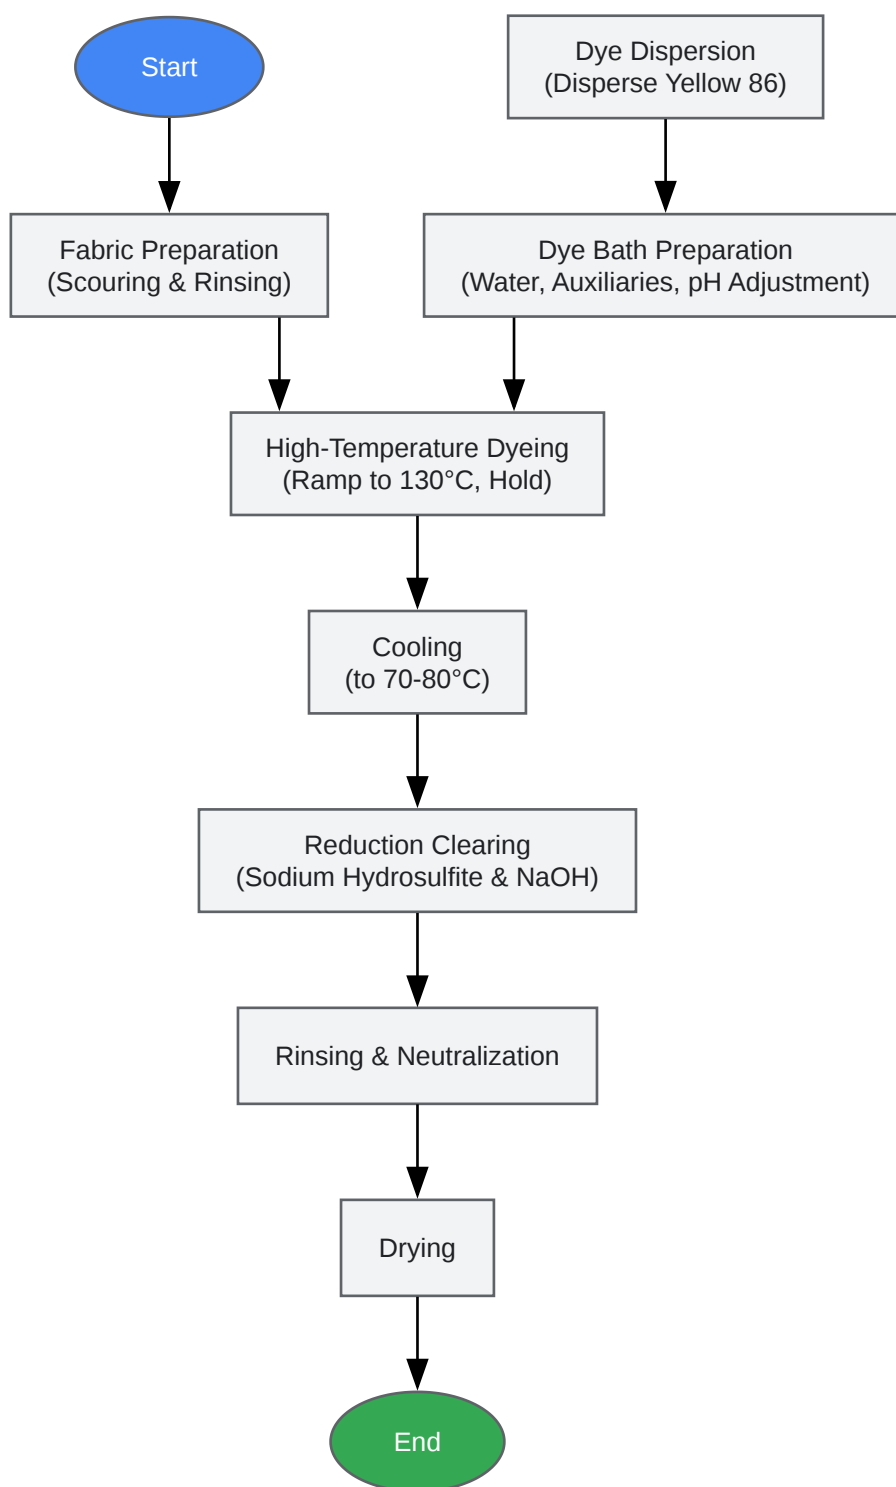 Start
Dye Dispersion
(Disperse Yellow 86)
Fabric Preparation
(Scouring & Rinsing)
Dye Bath Preparation
(Water, Auxiliaries, pH Adjustment)
High-Temperature Dyeing
(Ramp to 130°C, Hold)
Cooling
(to 70-80°C)
Reduction Clearing
(Sodium Hydrosulfite & NaOH)
Rinsing & Neutralization
Drying
End